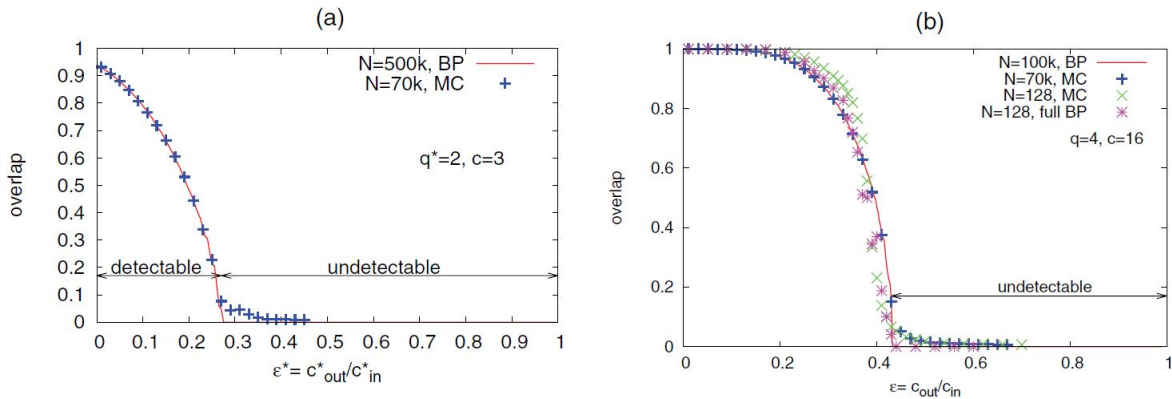 (a)
1
0.9
0.8
0.7
0.6
0.5
0.4
0.3
0.2
0.1
0
overlap
N=500k, BP
N=70k, MC
q*=2, c=3
detectable
undetectable
0 0.1 0.2 0.3 0.4 0.5 0.6 0.7 0.8 0.9 1
ε*= c*out/c*in
(b)
1
0.8
0.6
0.4
0.2
0
overlap
N=100k, BP
N=70k, MC
N=128, MC
N=128, full BP
q=4, c=16
undetectable
0 0.2 0.4 0.6 0.8 1
ε= cout/cin